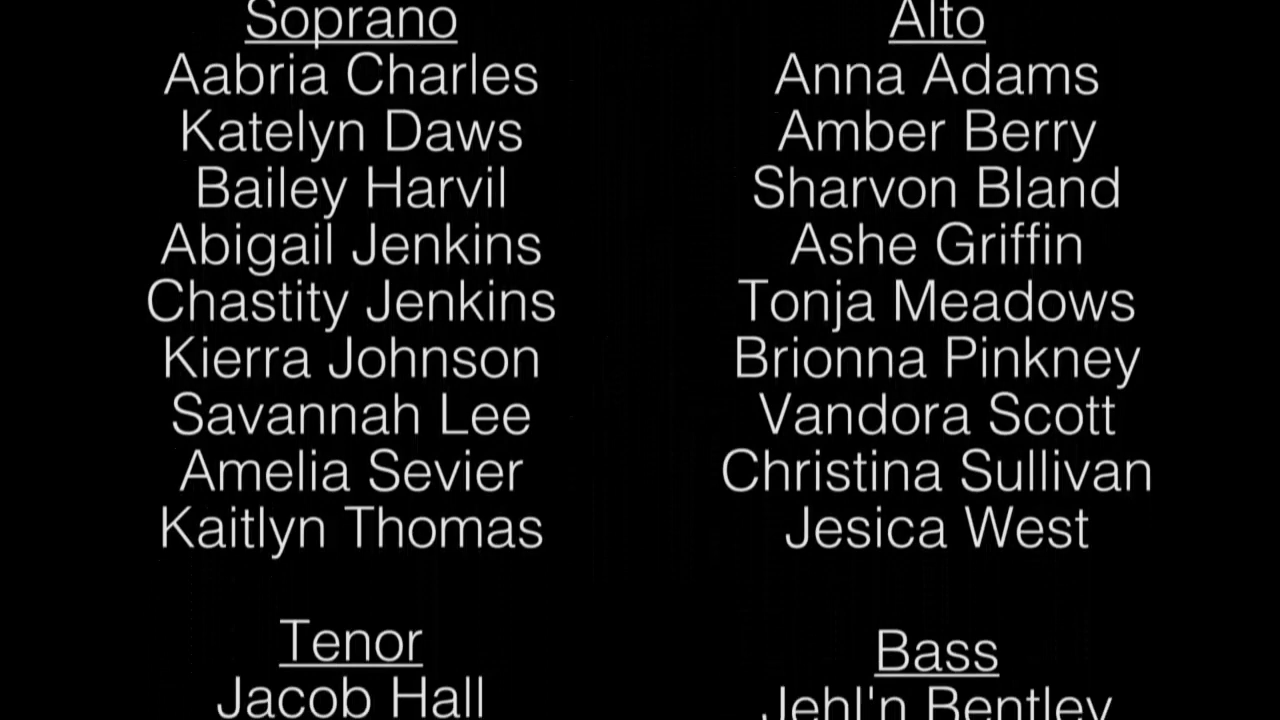 Soprano
Aabria Charles
Katelyn Daws
Bailey Harvil
Abigail Jenkins
Chastity Jenkins
Kierra Johnson
Savannah Lee
Amelia Sevier
Kaitlyn Thomas
Tenor
Jacob Hall
Alto
Anna Adams
Amber Berry
Sharvon Bland
Ashe Griffin
Tonja Meadows
Brionna Pinkney
Vandora Scott
Christina Sullivan
Jesica West
Bass
Jehl'n Bentley